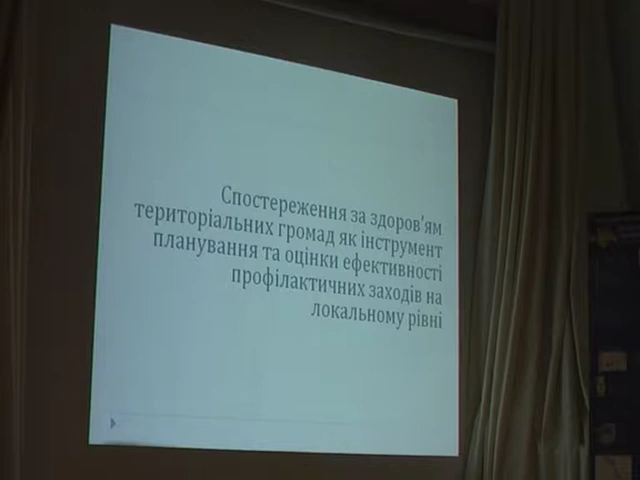 Спостереження за здоров'ям
територіальних громад як інструмент
планування та оцінки ефективності
профілактичних заходів на
локальному рівні